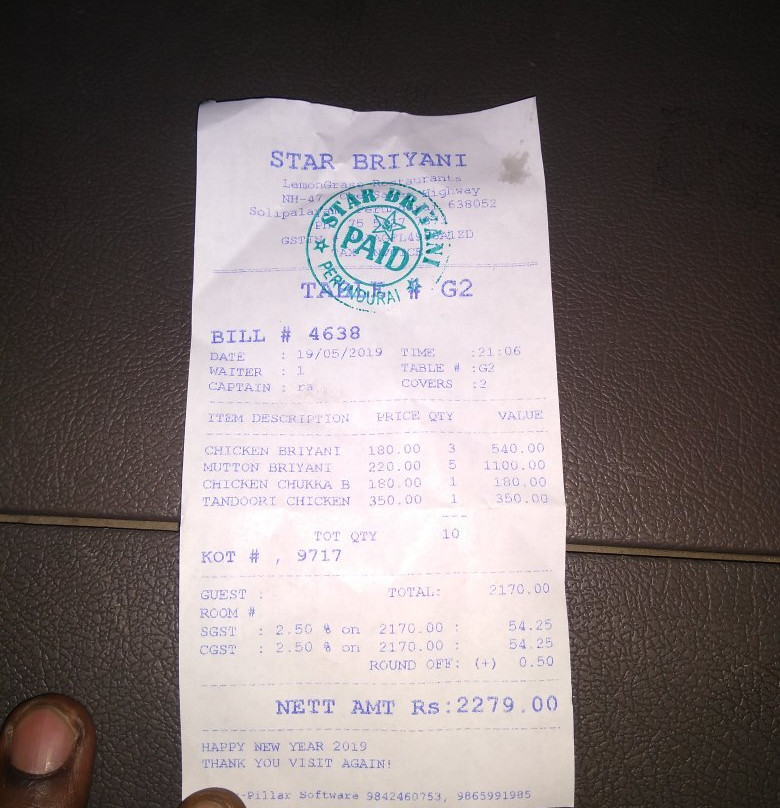 STAR BRIYANI
LemonGrass Restaurants
NH-47 Highway
Solipalay 638052
STAR BRIYANI
PAID
PERUNDURAI
TABLE # G2
BILL # 4638
DATE : 19/05/2019 TIME :21:06
WAITER : 1 TABLE # :G2
CAPTAIN : ra COVERS :2
ITEM DESCRIPTION PRICE QTY VALUE
CHICKEN BRIYANI 180.00 3 540.00
MUTTON BRIYANI 220.00 5 1100.00
CHICKEN CHUKKA B 180.00 1 180.00
TANDOORI CHICKEN 350.00 1 350.00
TOT QTY 10
KOT # , 9717
GUEST : TOTAL: 2170.00
ROOM #
SGST : 2.50 % on 2170.00 : 54.25
CGST : 2.50 % on 2170.00 : 54.25
ROUND OFF: (+) 0.50
NETT AMT Rs:2279.00
HAPPY NEW YEAR 2019
THANK YOU VISIT AGAIN!
-Pillar Software 9842460753, 9865991985